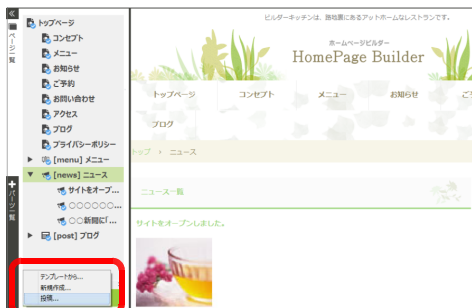 ページ一覧
トップページ
コンセプト
メニュー
お知らせ
ご予約
お問い合わせ
アクセス
ブログ
プライバシーポリシー
[menu] メニュー
[news] ニュース
サイトをオープ...
〇〇〇〇〇〇...
〇〇新聞に「...
[post] ブログ
パーツ一覧
テンプレートから...
新規作成...
投稿...
ビルダーキッチンは、路地裏にあるアットホームなレストランです。
ホームページビルダー
HomePage Builder
トップページ
コンセプト
メニュー
お知らせ
ブログ
トップ › ニュース
ニュース一覧
サイトをオープンしました。